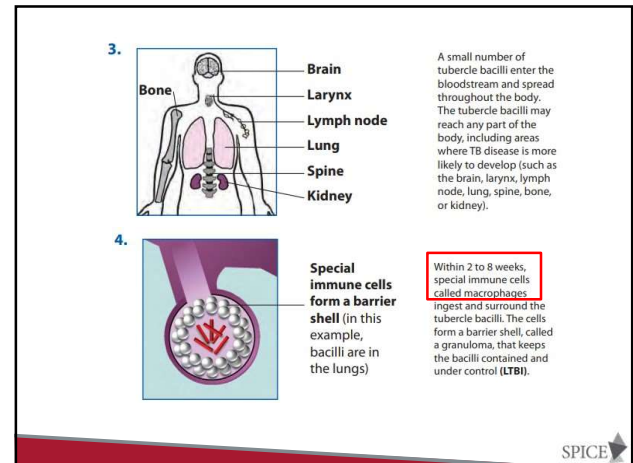 3.
Brain
Bone
Larynx
Lymph node
Lung
Spine
Kidney
A small number of
tubercle bacilli enter the
bloodstream and spread
throughout the body.
The tubercle bacilli may
reach any part of the
body, including areas
where TB disease is more
likely to develop (such as
the brain, larynx, lymph
node, lung, spine, bone,
or kidney).
4.
Special
immune cells
form a barrier
shell (in this
example,
bacilli are in
the lungs)
Within 2 to 8 weeks,
special immune cells
called macrophages
ingest and surround the
tubercle bacilli. The cells
form a barrier shell, called
a granuloma, that keeps
the bacilli contained and
under control (LTBI).
SPICE